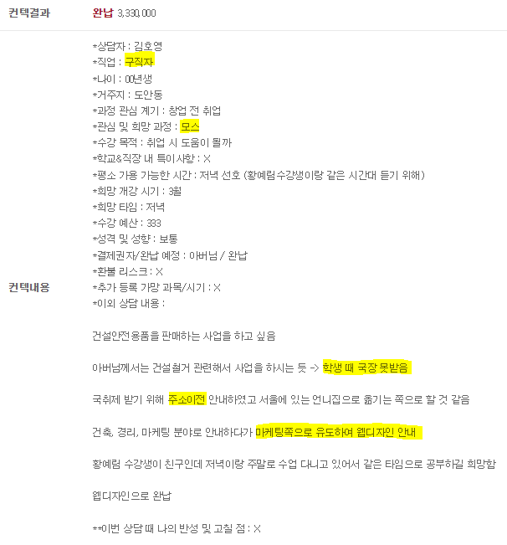 컨텍결과 완납 3,330,000
컨텍내용
*상담자 : 김호영
*직업 : 구직자
*나이 : 00년생
*거주지 : 도안동
*과정 관심 계기 : 창업 전 취업
*관심 및 희망 과정 : 모스
*수강 목적 : 취업 시 도움이 될까
*학교&직장 내 특이사항 : X
*평소 가용 가능한 시간 : 저녁 선호 (황예림수강생이랑 같은 시간대 듣기 위해)
*희망 개강 시기 : 3월
*희망 타임 : 저녁
*수강 예산 : 333
*성격 및 성향 : 보통
*결제권자/완납 예정 : 아버님 / 완납
*환불 리스크 : X
*추가 등록 가망 과목/시기 : X
*이외 상담 내용 :
건설안전용품을 판매하는 사업을 하고 싶음
아버님께서는 건설철거 관련해서 사업을 하시는 듯 -> 학생 때 국장 못받음
국취제 받기 위해 주소이전 안내하였고 서울에 있는 언니집으로 옮기는 쪽으로 할 것 같음
건축, 경리, 마케팅 분야로 안내하다가 마케팅쪽으로 유도하여 웹디자인 안내
황예림 수강생이 친구인데 저녁이랑 주말로 수업 다니고 있어서 같은 타임으로 공부하길 희망함
웹디자인으로 완납
**이번 상담 때 나의 반성 및 고칠 점 : X